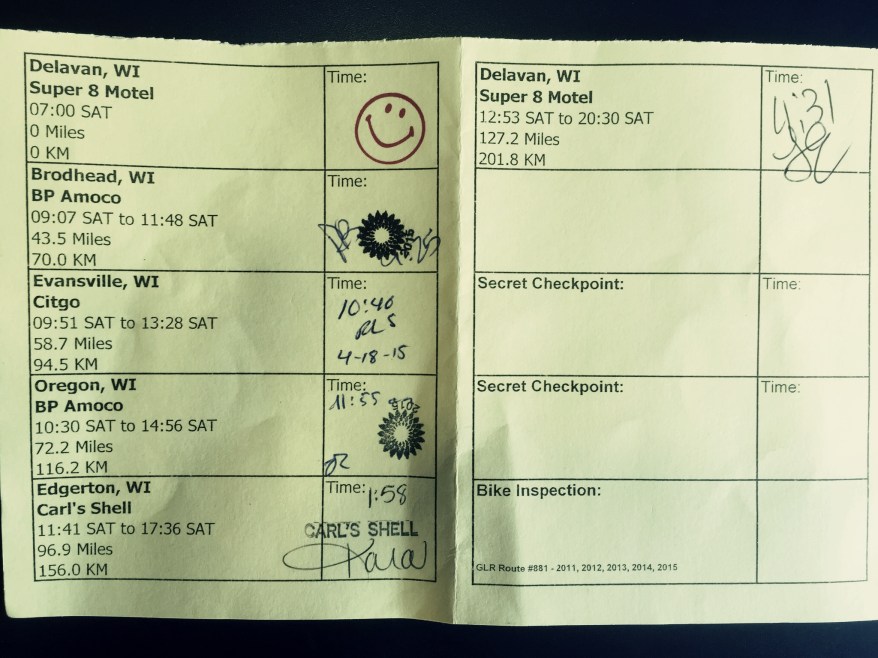 Delavan, WI
Super 8 Motel
07:00 SAT
0 Miles
0 KM
Time:
Brodhead, WI
BP Amoco
09:07 SAT to 11:48 SAT
43.5 Miles
70.0 KM
Time:
2015
Evansville, WI
Citgo
09:51 SAT to 13:28 SAT
58.7 Miles
94.5 KM
Time:
10:40
4-18-15
Oregon, WI
BP Amoco
10:30 SAT to 14:56 SAT
72.2 Miles
116.2 KM
Time:
11:55
2015
Edgerton, WI
Carl's Shell
11:41 SAT to 17:36 SAT
96.9 Miles
156.0 KM
Time:
1:58
CARL'S SHELL
Kara
Delavan, WI
Super 8 Motel
12:53 SAT to 20:30 SAT
127.2 Miles
201.8 KM
Time:
Secret Checkpoint:
Time:
Secret Checkpoint:
Time:
Bike Inspection:
GLR Route #881 - 2011, 2012, 2013, 2014, 2015